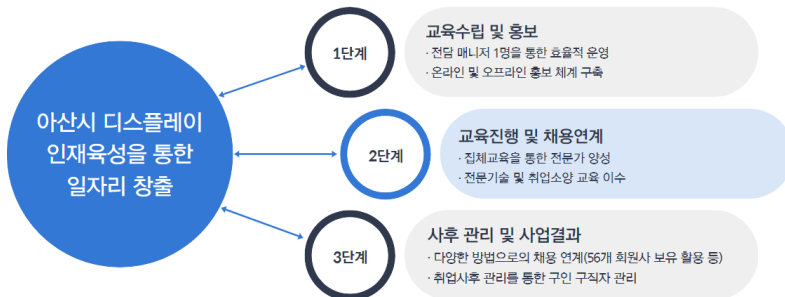 아산시 디스플레이
인재육성을 통한
일자리 창출
1단계
교육수립 및 홍보
· 전담 매니저 1명을 통한 효율적 운영
· 온라인 및 오프라인 홍보 체계 구축
2단계
교육진행 및 채용연계
· 집체교육을 통한 전문가 양성
· 전문기술 및 취업소양 교육 이수
3단계
사후 관리 및 사업결과
· 다양한 방법으로의 채용 연계(56개 회원사 보유 활용 등)
· 취업사후 관리를 통한 구인 구직자 관리